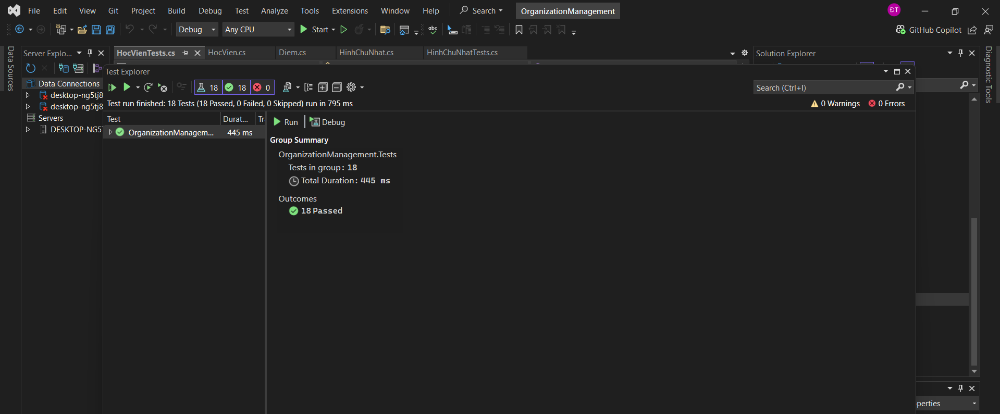 File Edit View Git Project Build Debug Test Analyze Tools Extensions Window Help Search OrganizationManagement ĐT
Debug Any CPU Start abc GitHub Copilot
Data Sources
Server Explo...
HocVienTests.cs HocVien.cs Diem.cs HinhChuNhat.cs HinhChuNhatTests.cs
Solution Explorer
Diagnostic Tools
Data Connections
desktop-ng5tj8
desktop-ng5tj8
Servers
DESKTOP-NG5
Test Explorer
18 18 0
Search (Ctrl+I)
Test run finished: 18 Tests (18 Passed, 0 Failed, 0 Skipped) run in 795 ms
0 Warnings 0 Errors
Test Durat... Tr
OrganizationManagem... 445 ms
Run Debug
Group Summary
OrganizationManagement.Tests
Tests in group: 18
Total Duration: 445 ms
Outcomes
18 Passed
perties